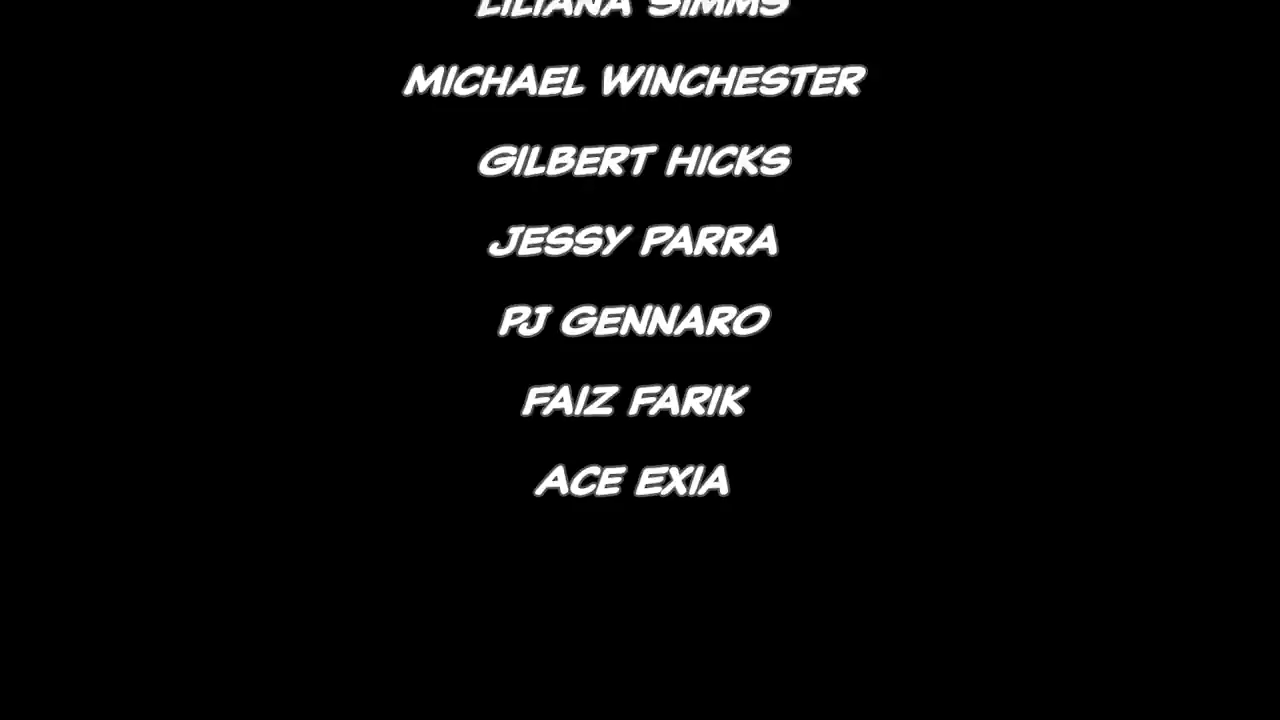 LILIANA SIMMS
MICHAEL WINCHESTER
GILBERT HICKS
JESSY PARRA
PJ GENNARO
FAIZ FARIK
ACE EXIA